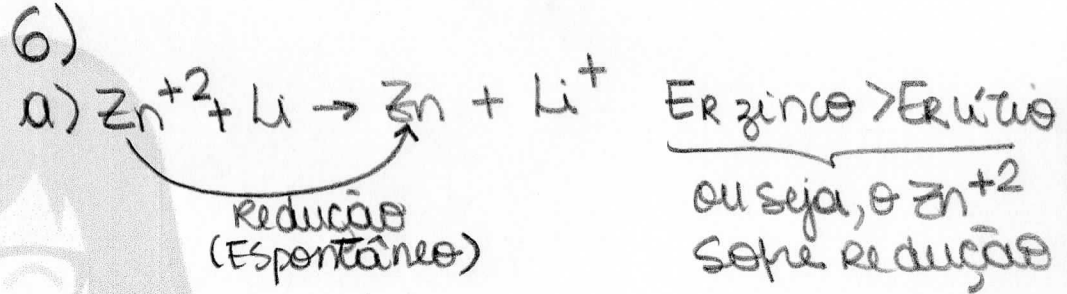 6)
a) Zn⁺² + Li → Zn + Li⁺ ER zinco > ER Lítio
Redução
(Espontâneo)
ou seja, o Zn⁺²
sofre Redução